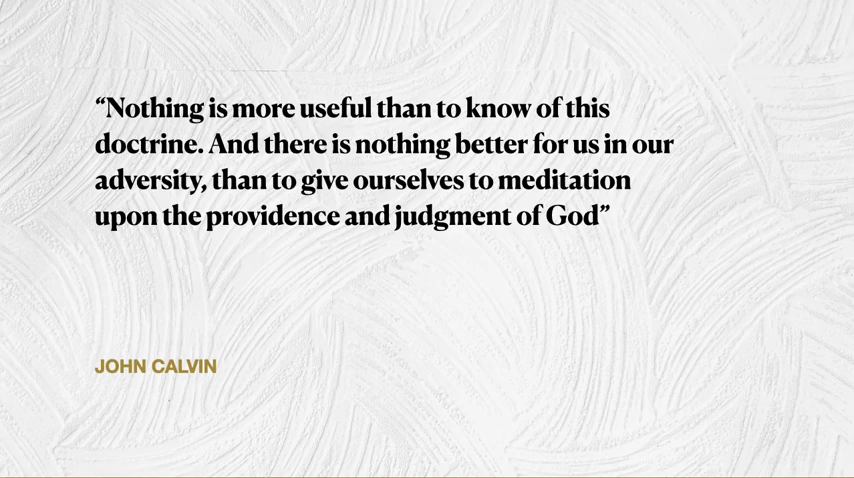 “Nothing is more useful than to know of this
doctrine. And there is nothing better for us in our
adversity, than to give ourselves to meditation
upon the providence and judgment of God”
JOHN CALVIN